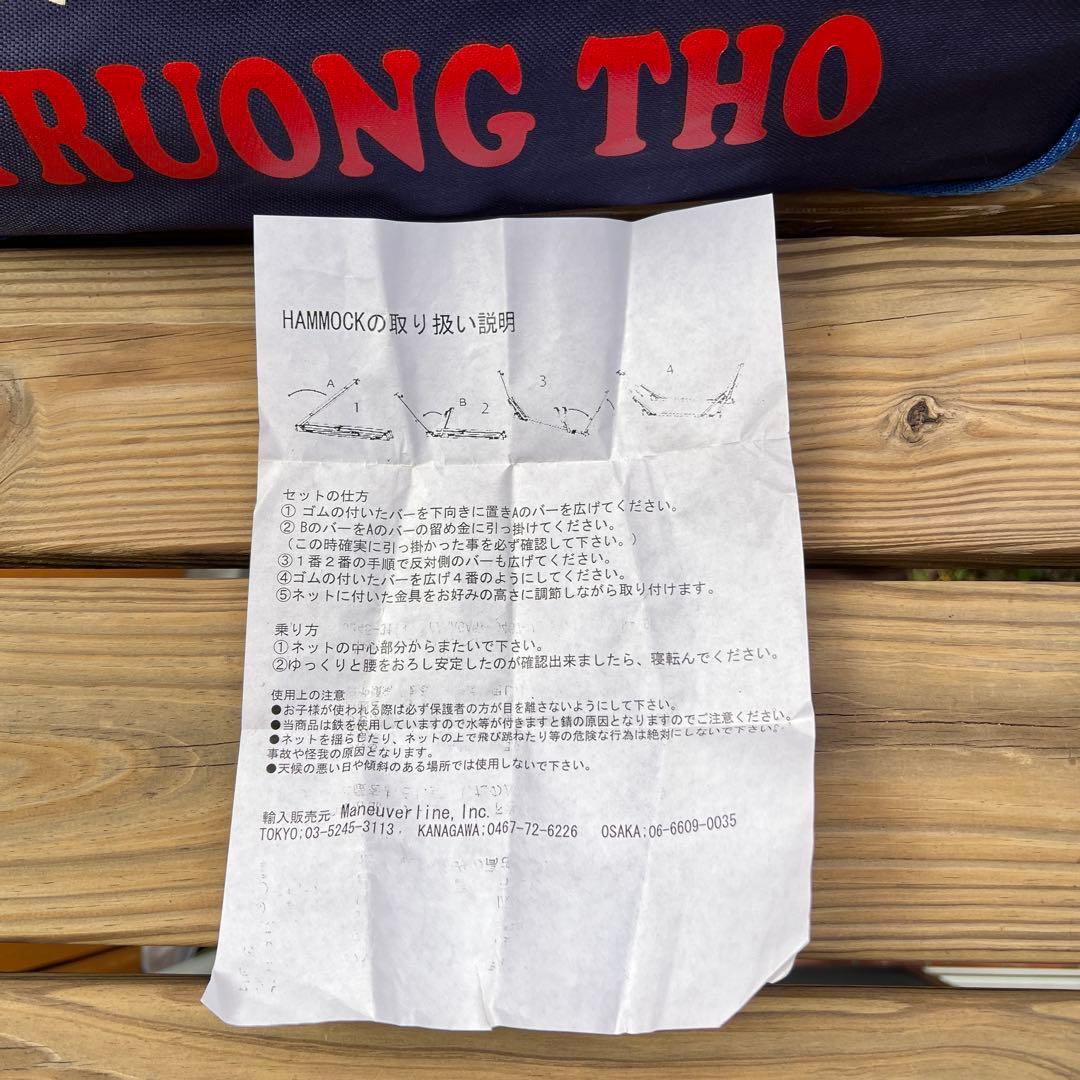 RUONG THO
HAMMOCKの取り扱い説明
A
1
B
2
3
4
セットの仕方
① ゴムの付いたバーを下向きに置きAのバーを広げてください。
② BのバーをAのバーの留め金に引っ掛けてください。
（この時確実に引っ掛かった事を必ず確認して下さい。）
③１番２番の手順で反対側のバーも広げてください。
④ゴムの付いたバーを広げ４番のようにしてください。
⑤ネットに付いた金具をお好みの高さに調節しながら取り付けます。
乗り方
①ネットの中心部分からまたいで下さい。
②ゆっくりと腰をおろし安定したのが確認出来ましたら、寝転んでください。
使用上の注意
●お子様が使われる際は必ず保護者の方が目を離さないようにして下さい。
●当商品は鉄を使用していますので水等が付きますと錆の原因となりますのでご注意ください。
●ネットを揺らしたり、ネットの上で飛び跳ねたり等の危険な行為は絶対にしないで下さい。
事故や怪我の原因となります。
●天候の悪い日や傾斜のある場所では使用しないで下さい。
輸入販売元 Maneuverline, Inc.
TOKYO;03-5245-3113, KANAGAWA;0467-72-6226 OSAKA;06-6609-0035